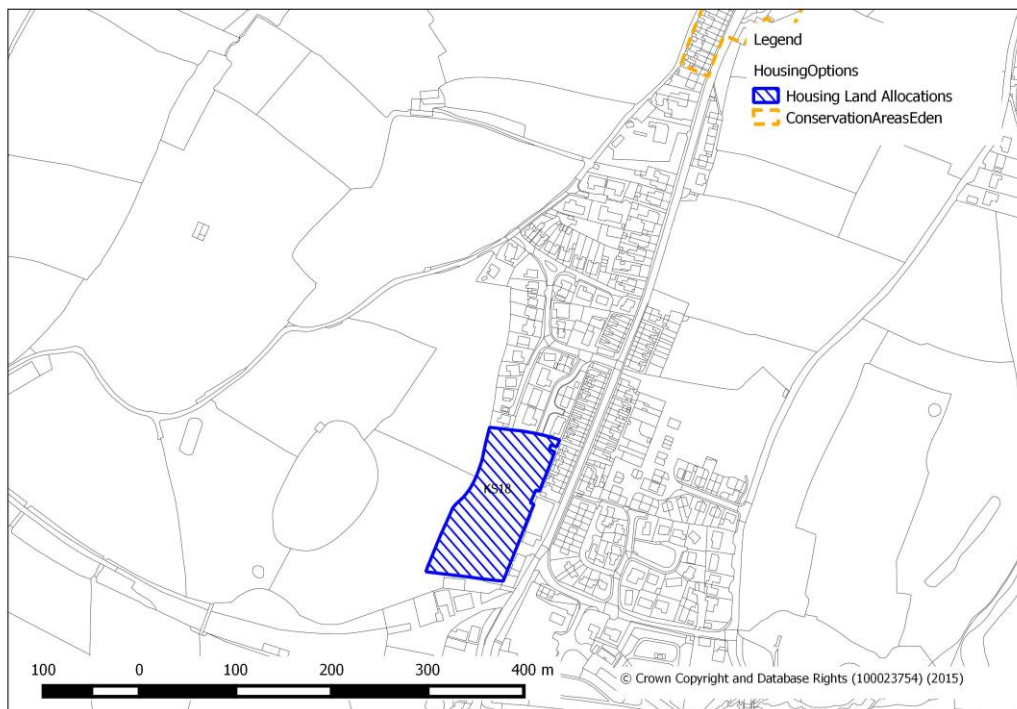 Legend
HousingOptions
Housing Land Allocations
ConservationAreasEden
KS18
100 0 100 200 300 400 m
© Crown Copyright and Database Rights (100023754) (2015)